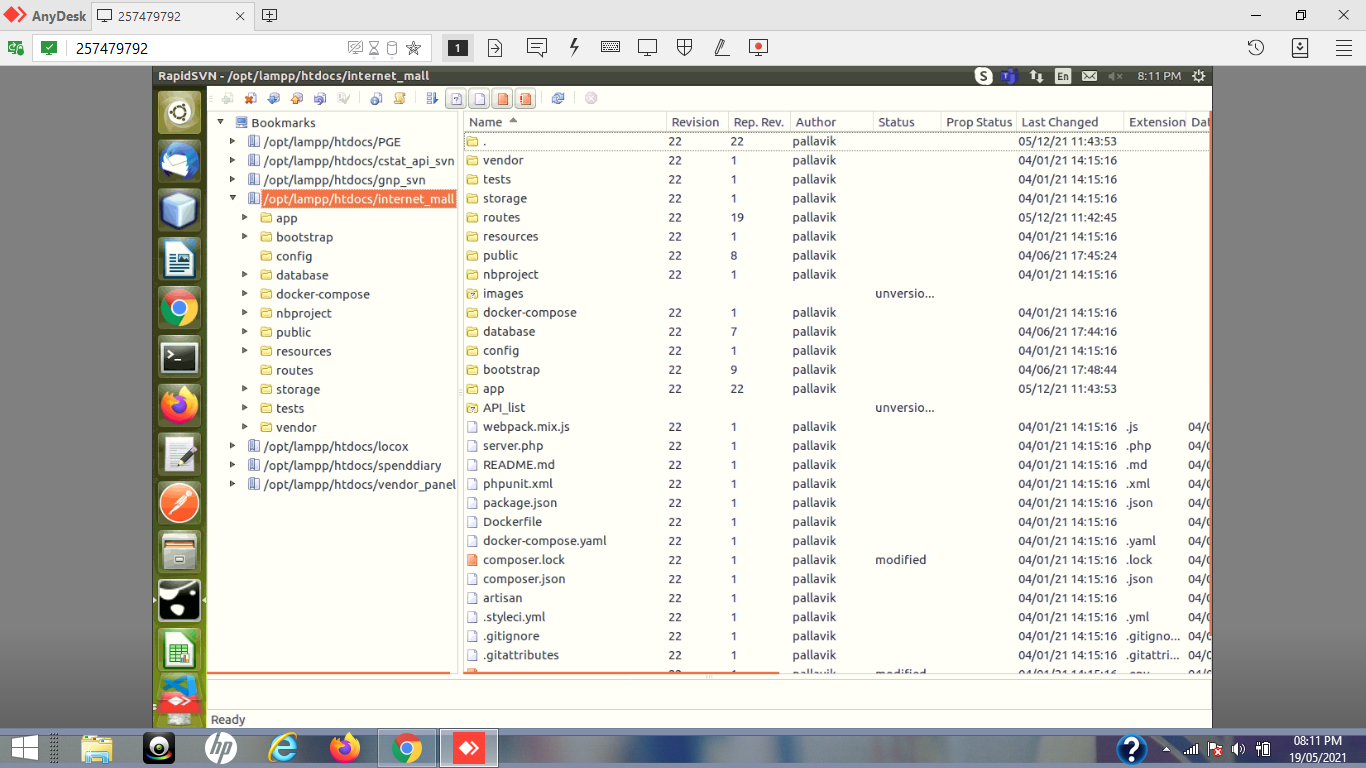 AnyDesk 257479792
257479792 1
RapidSVN - /opt/lampp/htdocs/internet_mall En 8:11 PM
Bookmarks
/opt/lampp/htdocs/PGE
/opt/lampp/htdocs/cstat_api_svn
/opt/lampp/htdocs/gnp_svn
/opt/lampp/htdocs/internet_mall
app
bootstrap
config
database
docker-compose
nbproject
public
resources
routes
storage
tests
vendor
/opt/lampp/htdocs/locox
/opt/lampp/htdocs/spenddiary
/opt/lampp/htdocs/vendor_panel
Name Revision Rep. Rev. Author Status Prop Status Last Changed Extension Dat
. 22 22 pallavik 05/12/21 11:43:53
vendor 22 1 pallavik 04/01/21 14:15:16
tests 22 1 pallavik 04/01/21 14:15:16
storage 22 1 pallavik 04/01/21 14:15:16
routes 22 19 pallavik 05/12/21 11:42:45
resources 22 1 pallavik 04/01/21 14:15:16
public 22 8 pallavik 04/06/21 17:45:24
nbproject 22 1 pallavik 04/01/21 14:15:16
images unversio...
docker-compose 22 1 pallavik 04/01/21 14:15:16
database 22 7 pallavik 04/06/21 17:44:16
config 22 1 pallavik 04/01/21 14:15:16
bootstrap 22 9 pallavik 04/06/21 17:48:44
app 22 22 pallavik 05/12/21 11:43:53
API_list unversio...
webpack.mix.js 22 1 pallavik 04/01/21 14:15:16 .js 04/0
server.php 22 1 pallavik 04/01/21 14:15:16 .php 04/0
README.md 22 1 pallavik 04/01/21 14:15:16 .md 04/0
phpunit.xml 22 1 pallavik 04/01/21 14:15:16 .xml 04/0
package.json 22 1 pallavik 04/01/21 14:15:16 .json 04/0
Dockerfile 22 1 pallavik 04/01/21 14:15:16 04/0
docker-compose.yaml 22 1 pallavik 04/01/21 14:15:16 .yaml 04/0
composer.lock 22 1 pallavik modified 04/01/21 14:15:16 .lock 04/0
composer.json 22 1 pallavik 04/01/21 14:15:16 .json 04/0
artisan 22 1 pallavik 04/01/21 14:15:16 04/0
.styleci.yml 22 1 pallavik 04/01/21 14:15:16 .yml 04/0
.gitignore 22 1 pallavik 04/01/21 14:15:16 .gitigno... 04/0
.gitattributes 22 1 pallavik 04/01/21 14:15:16 .gitattri... 04/0
Ready
08:11 PM
19/05/2021